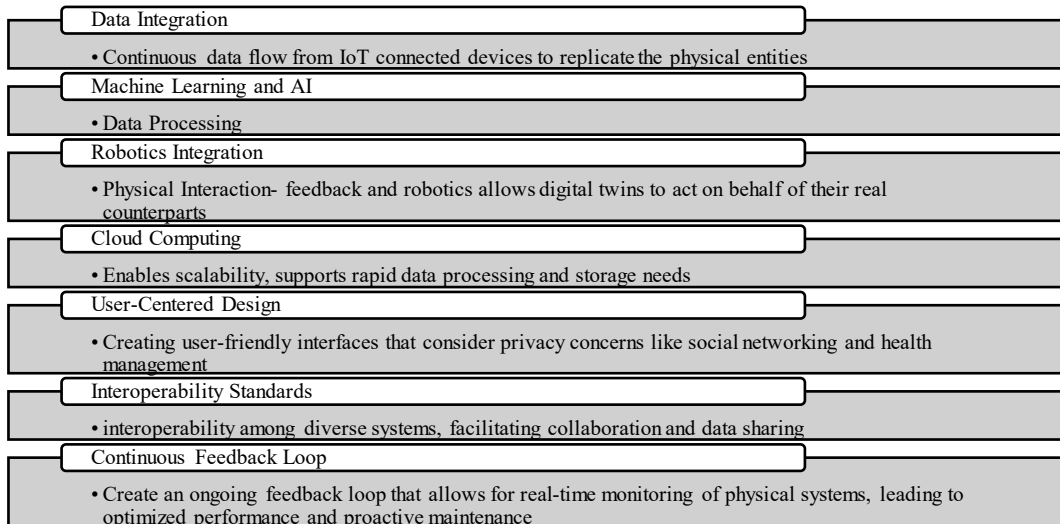 Data Integration
• Continuous data flow from IoT connected devices to replicate the physical entities
Machine Learning and AI
• Data Processing
Robotics Integration
• Physical Interaction- feedback and robotics allows digital twins to act on behalf of their real
counterparts
Cloud Computing
• Enables scalability, supports rapid data processing and storage needs
User-Centered Design
• Creating user-friendly interfaces that consider privacy concerns like social networking and health
management
Interoperability Standards
• interoperability among diverse systems, facilitating collaboration and data sharing
Continuous Feedback Loop
• Create an ongoing feedback loop that allows for real-time monitoring of physical systems, leading to
optimized performance and proactive maintenance